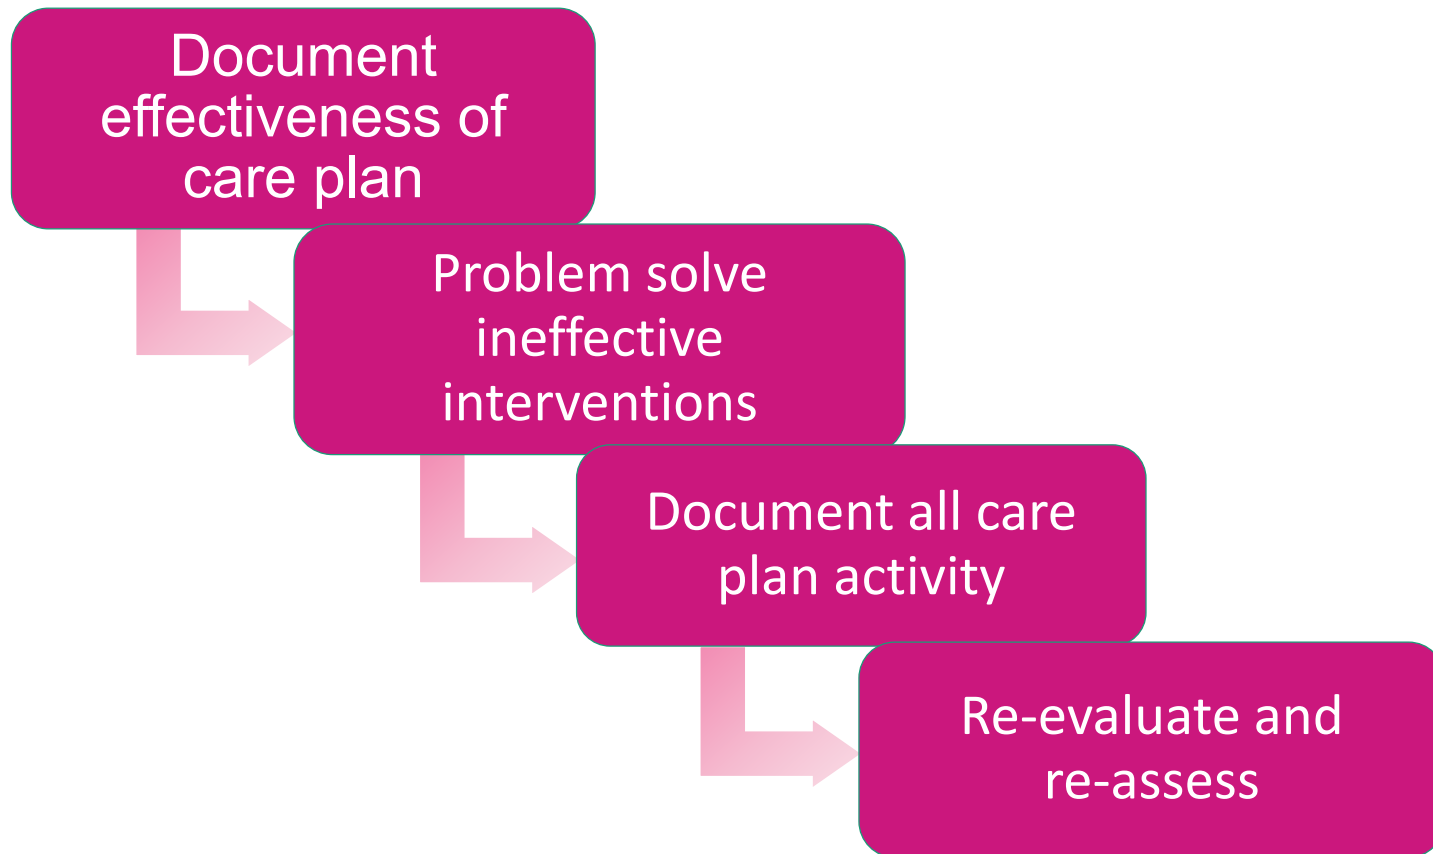 Document
effectiveness of
care plan
Problem solve
ineffective
interventions
Document all care
plan activity
Re-evaluate and
re-assess